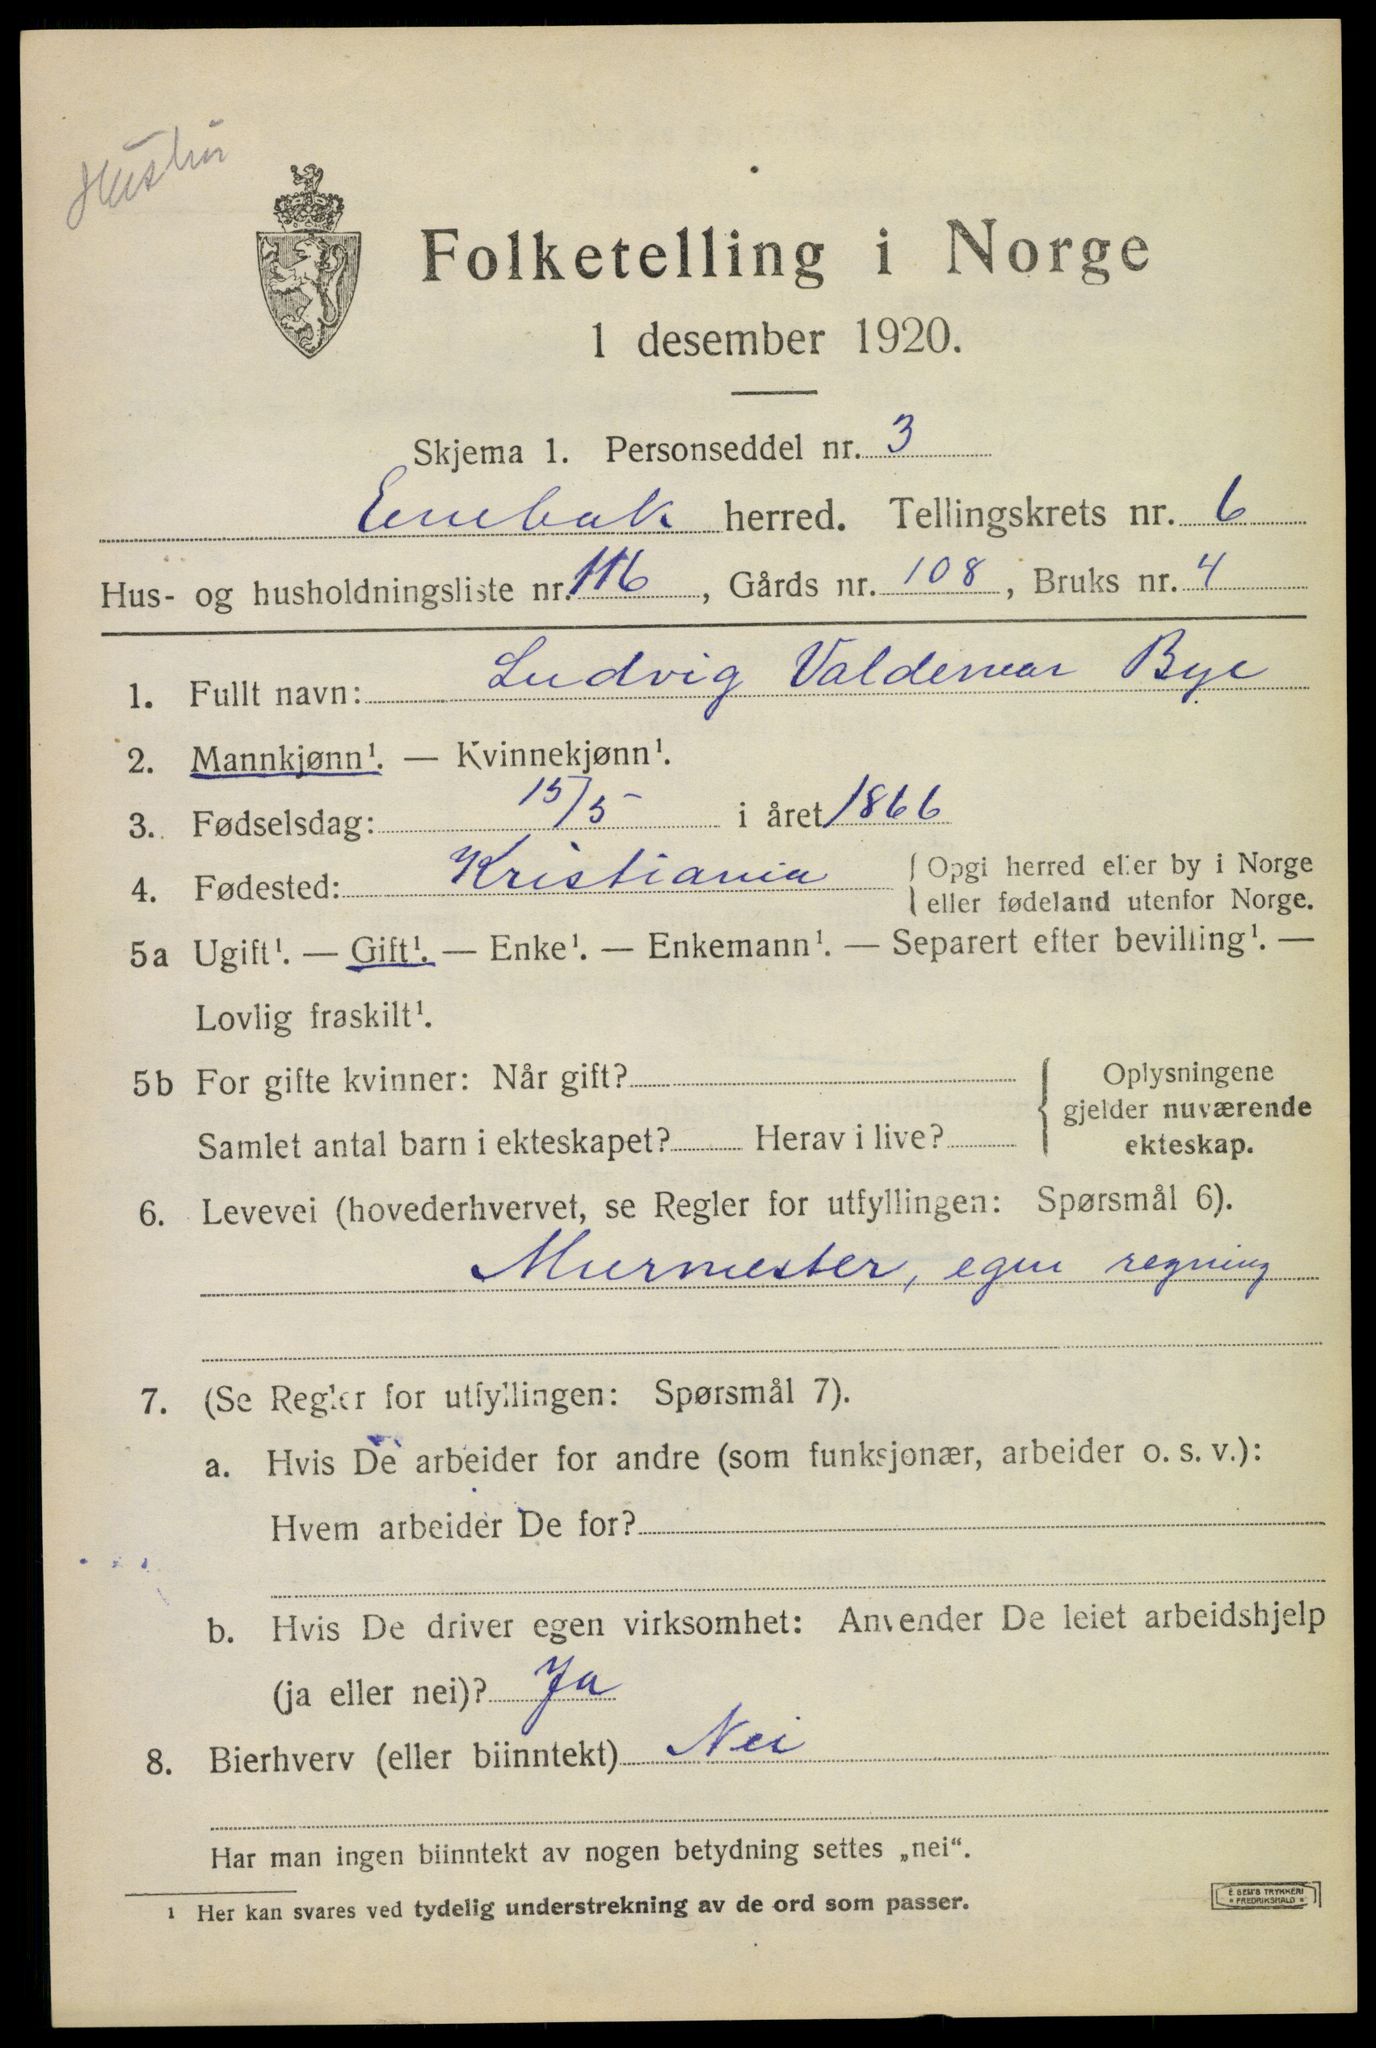 Folketelling i Norge
1 desember 1920.
Skjema 1. Personseddel nr. 3
Enebak herred. Tellingskrets nr. 6
Hus- og husholdningsliste nr. 116, Gårds nr. 108, Bruks nr. 4
1. Fullt navn: Ludvig Valdemar Bye
2. Mannkjønn¹. — Kvinnekjønn¹.
3. Fødselsdag: 15/5 i året 1866
4. Fødested: Kristiania { Opgi herred eller by i Norge
eller fødeland utenfor Norge.
5a Ugift¹. — Gift¹. — Enke¹. — Enkemann¹. — Separert efter bevilling¹. —
Lovlig fraskilt¹.
5b For gifte kvinner: Når gift?
Samlet antal barn i ekteskapet? Herav i live?
Oplysningene
gjelder nuværende
ekteskap.
6. Levevei (hovederhvervet, se Regler for utfyllingen: Spørsmål 6).
Murmester, egen regning
7. (Se Regler for utfyllingen: Spørsmål 7).
a. Hvis De arbeider for andre (som funksjonær, arbeider o. s. v.):
Hvem arbeider De for?
b. Hvis De driver egen virksomhet: Anvender De leiet arbeidshjelp
(ja eller nei)? Ja
8. Bierhverv (eller biinntekt) Nei
Har man ingen biinntekt av nogen betydning settes „nei“.
¹ Her kan svares ved tydelig understrekning av de ord som passer.
E SEM'S TRYKKERI
• FREDRIKSHALD •